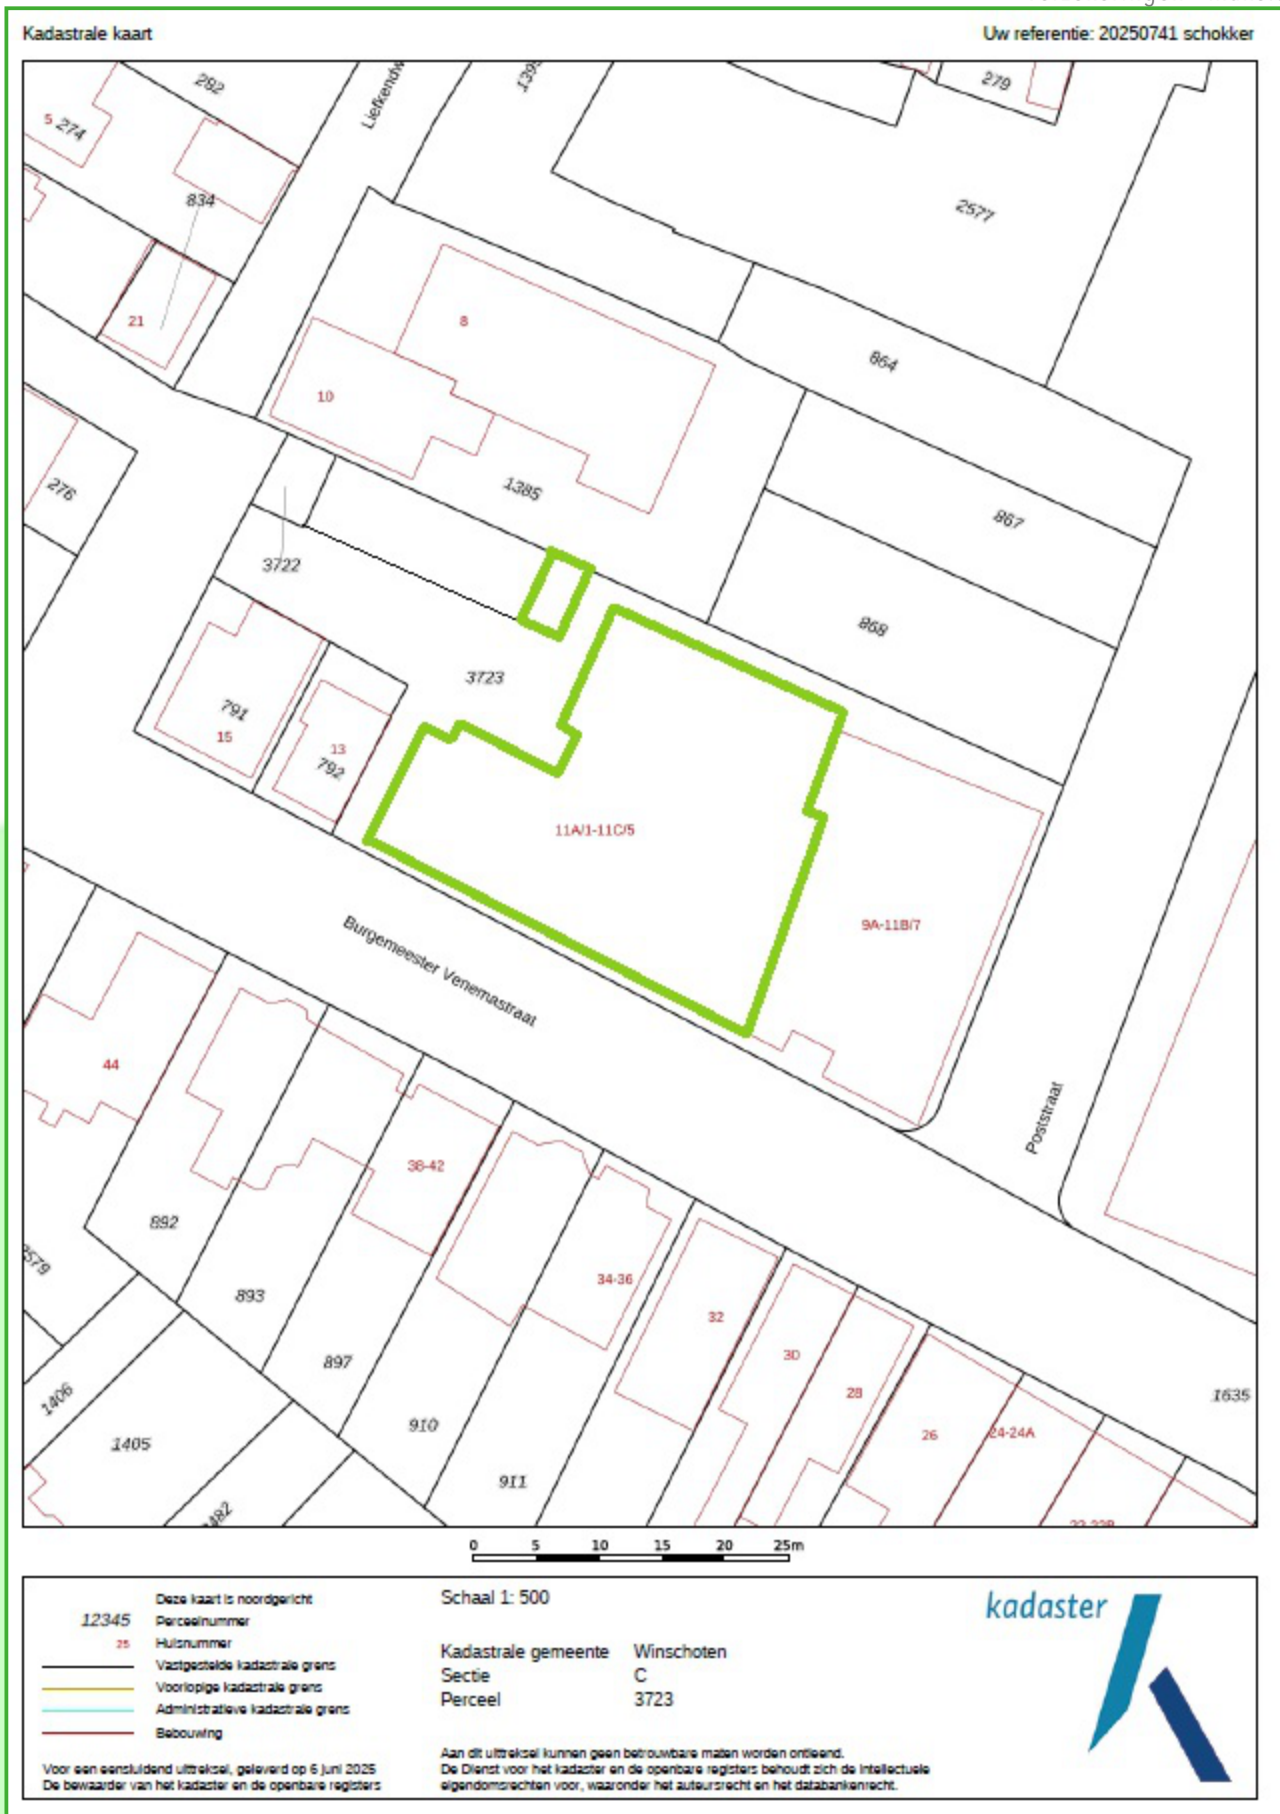 Kadastrale kaart
Uw referentie: 20250741 schokker
282
5
274
834
21
279
2577
8
10
864
1385
867
276
3722
868
3723
791
15
13
792
11A/1-11C/5
9A-11B/7
Burgemeester Venemastraat
Poststraat
44
38-42
892
893
34-36
32
897
30
28
1406
1405
910
911
26
24-24A
1635
0 5 10 15 20 25m
Deze kaart is noordgericht
12345 Perceelnummer
25 Huisnummer
Vastgestelde kadastrale grens
Voorlopige kadastrale grens
Administratieve kadastrale grens
Bebouwing
Voor een eensluidend uittreksel, geleverd op 6 juni 2025
De bewaarder van het kadaster en de openbare registers
Schaal 1: 500
Kadastrale gemeente Winschoten
Sectie C
Perceel 3723
Aan dit uittreksel kunnen geen betrouwbare maten worden ontleend.
De Dienst voor het kadaster en de openbare registers behoudt zich de intellectuele
eigendomsrechten voor, waaronder het auteursrecht en het databankenrecht.
kadaster